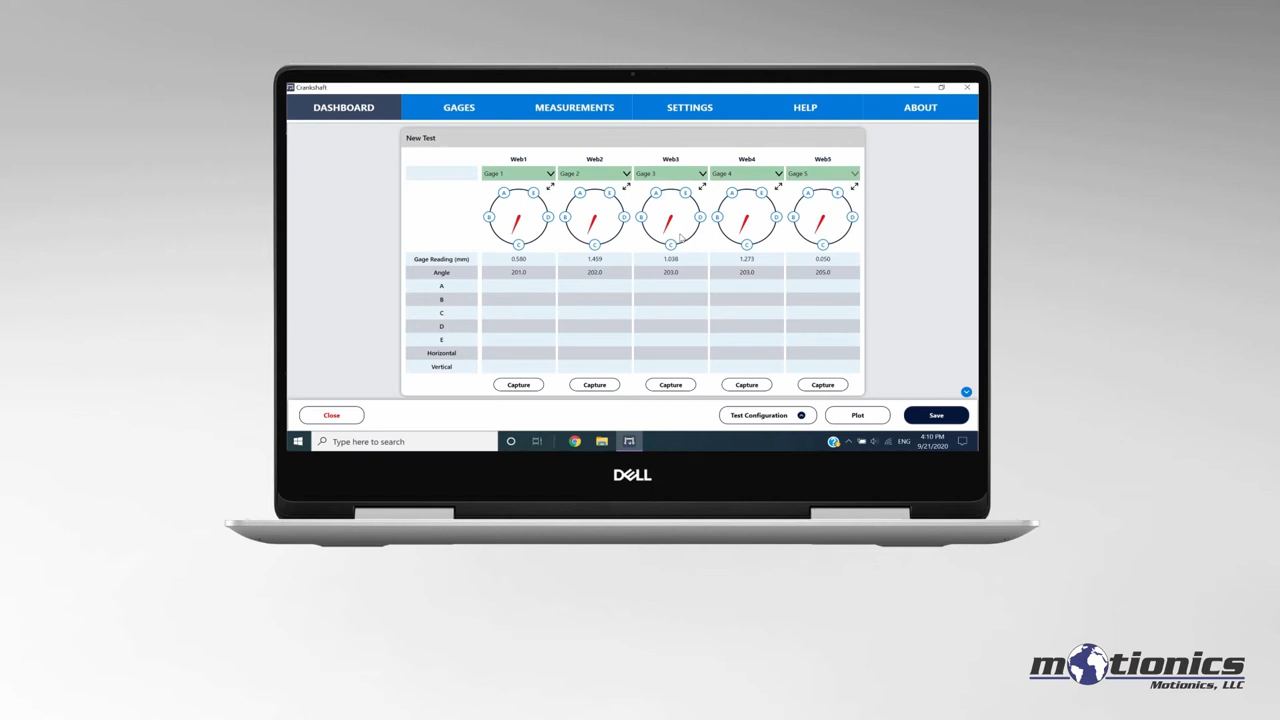 Crankshaft
DASHBOARD GAGES MEASUREMENTS SETTINGS HELP ABOUT
New Test
Web1 Web2 Web3 Web4 Web5
Gage 1 Gage 2 Gage 3 Gage 4 Gage 5
A E A E A E A E A E
B D B D B D B D B D
C C C C C
Gage Reading (mm) 0.580 1.459 1.038 1.273 0.050
Angle 201.0 202.0 203.0 203.0 205.0
A
B
C
D
E
Horizontal
Vertical
Capture Capture Capture Capture Capture
Close Test Configuration Plot Save
Type here to search ENG 4:10 PM
9/21/2020
DELL
motionics
Motionics, LLC